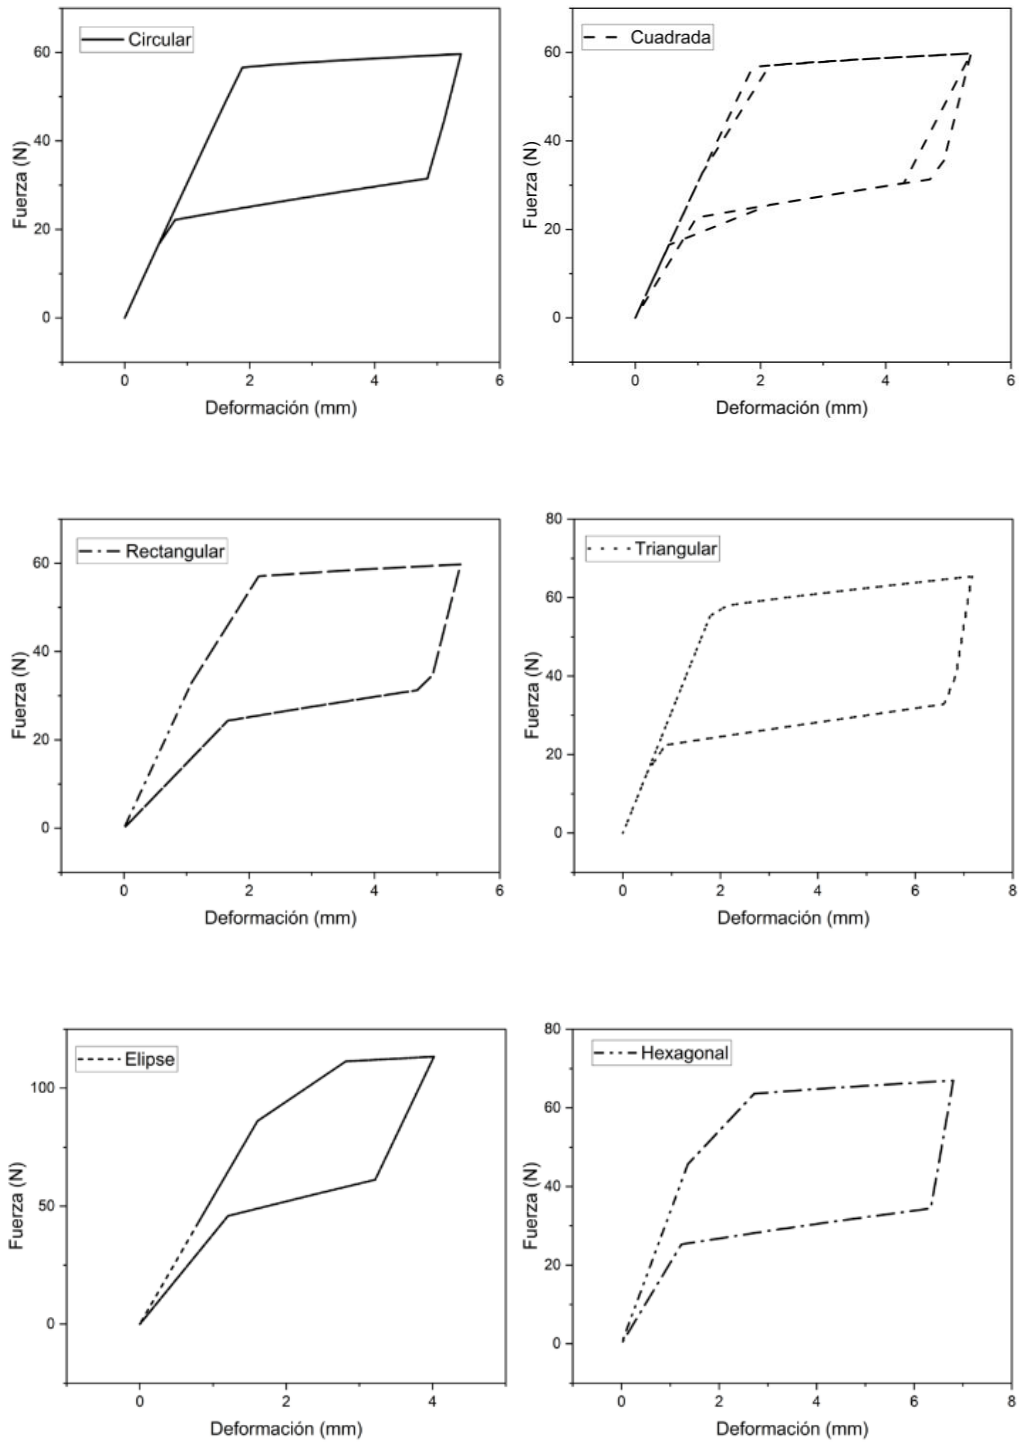 Circular
60
40
20
0
Fuerza (N)
0 2 4 6
Deformación (mm)
Cuadrada
60
40
20
0
Fuerza (N)
0 2 4 6
Deformación (mm)
Rectangular
60
40
20
0
Fuerza (N)
0 2 4 6
Deformación (mm)
Triangular
80
60
40
20
0
Fuerza (N)
0 2 4 6 8
Deformación (mm)
Elipse
100
50
0
Fuerza (N)
0 2 4
Deformación (mm)
Hexagonal
80
60
40
20
0
Fuerza (N)
0 2 4 6 8
Deformación (mm)